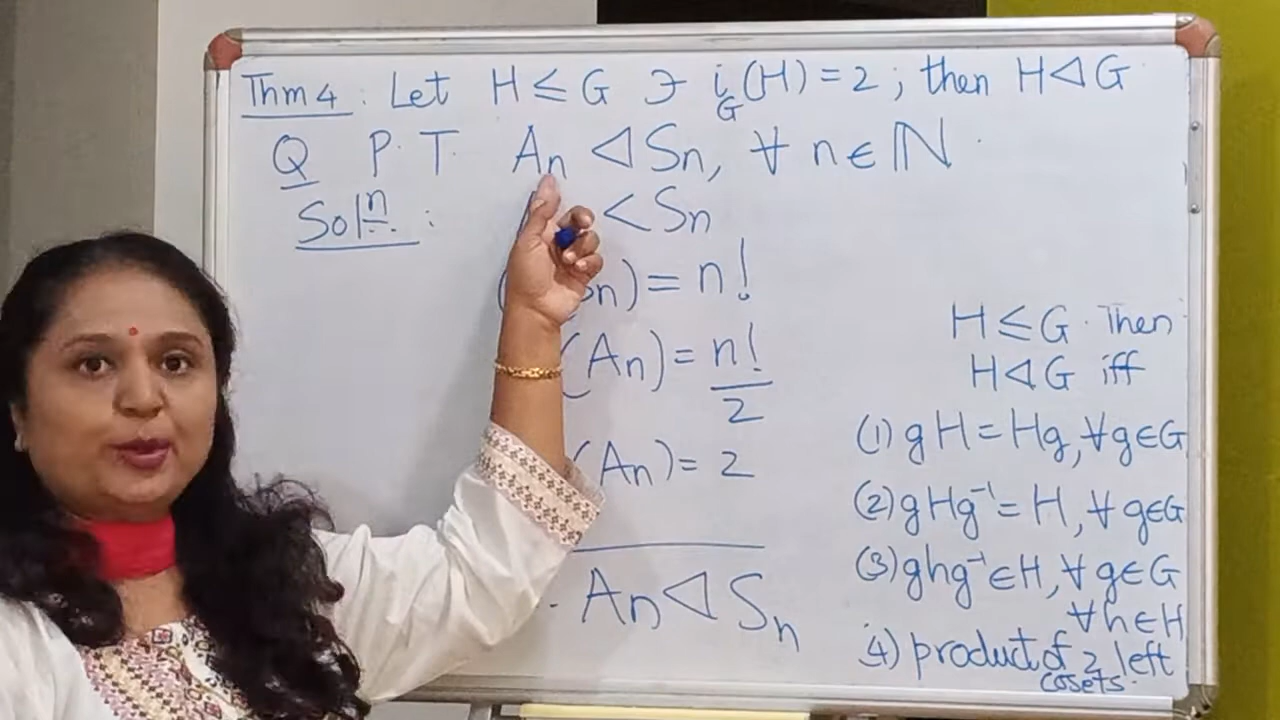 Thm 4 : Let H ≤ G ∋ i_G(H) = 2 ; then H ⊲ G
Q P. T. An ⊲ Sn, ∀ n ∈ ℕ.
Solⁿ :
< Sn
n) = n!
(An) = n!/2
(An) = 2
An ⊲ Sn
H ≤ G. Then
H ⊲ G iff
(1) gH = Hg, ∀ g ∈ G
(2) gHg⁻¹ = H, ∀ g ∈ G
(3) ghg⁻¹ ∈ H, ∀ g ∈ G
∀ h ∈ H
(4) product of 2 left
cosets.